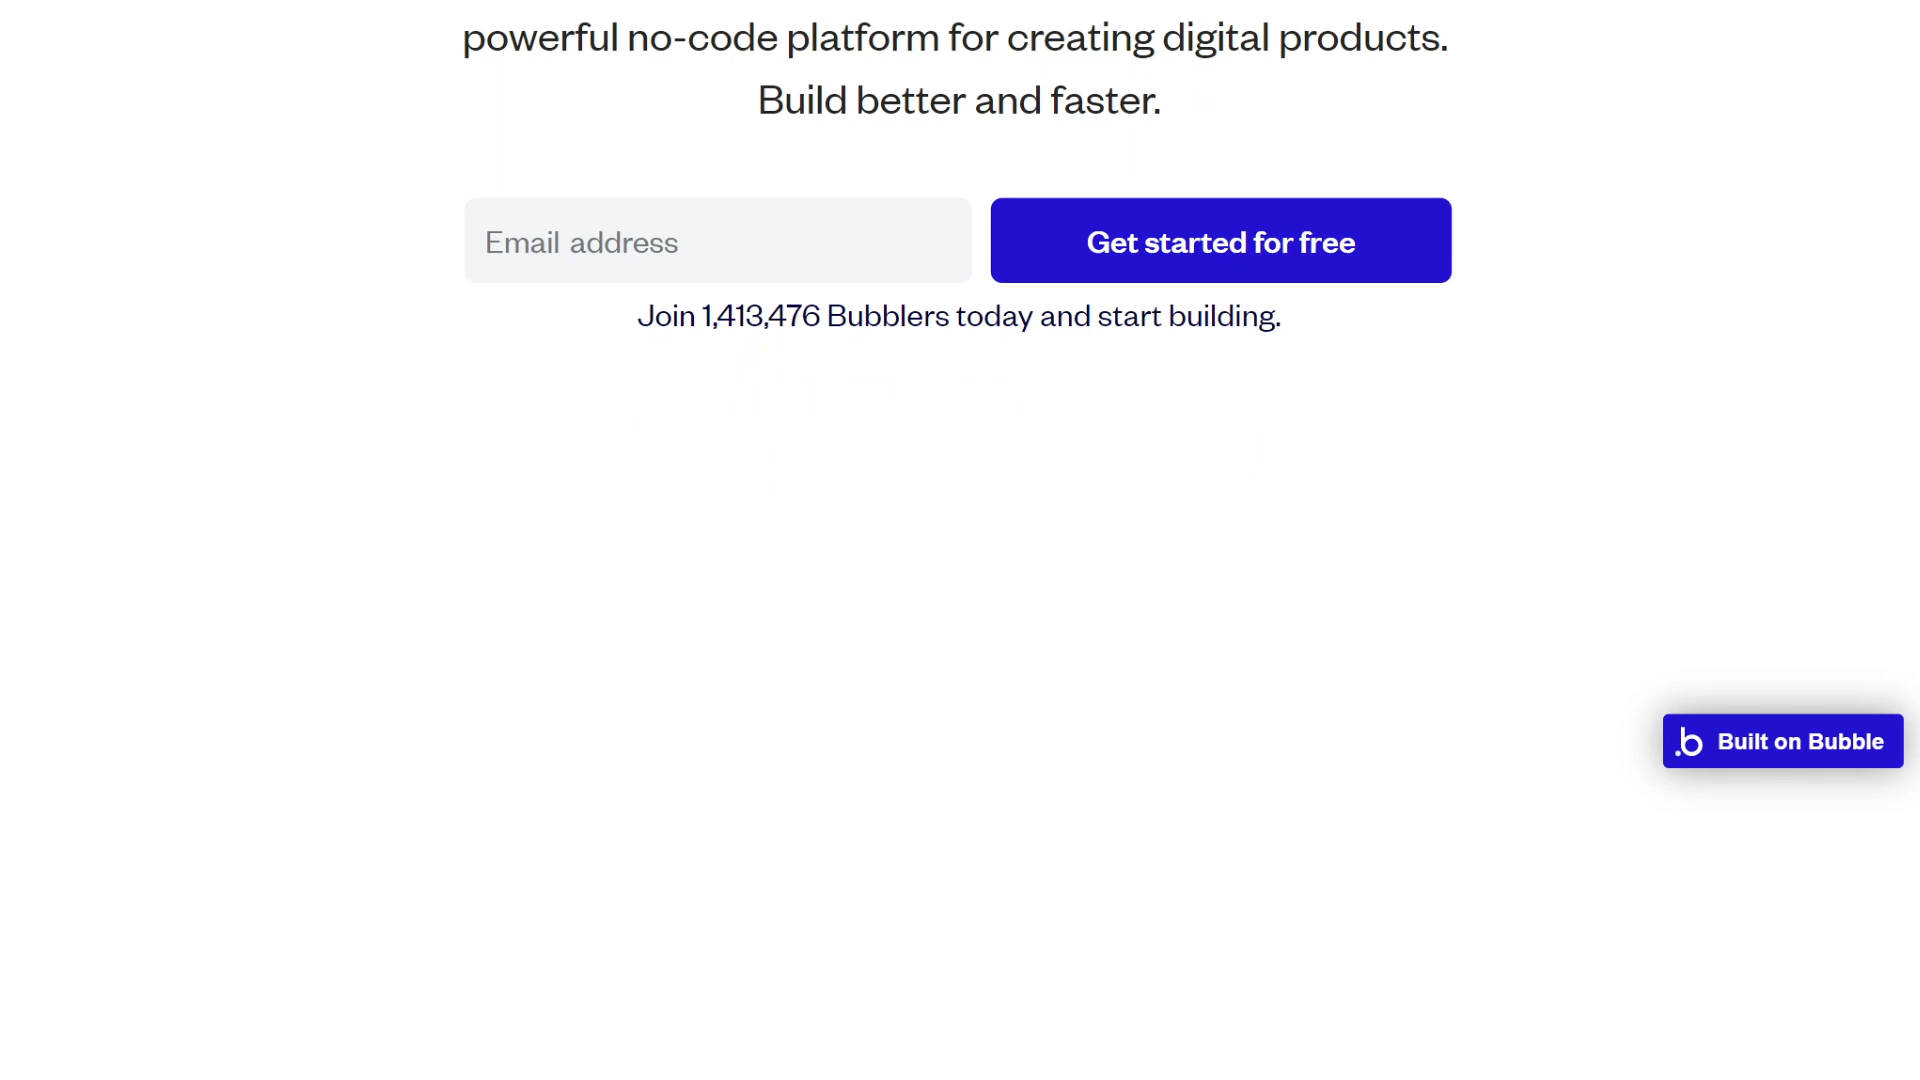 powerful no-code platform for creating digital products.
Build better and faster.
Email address
Get started for free
Join 1,413,476 Bubblers today and start building.
Built on Bubble